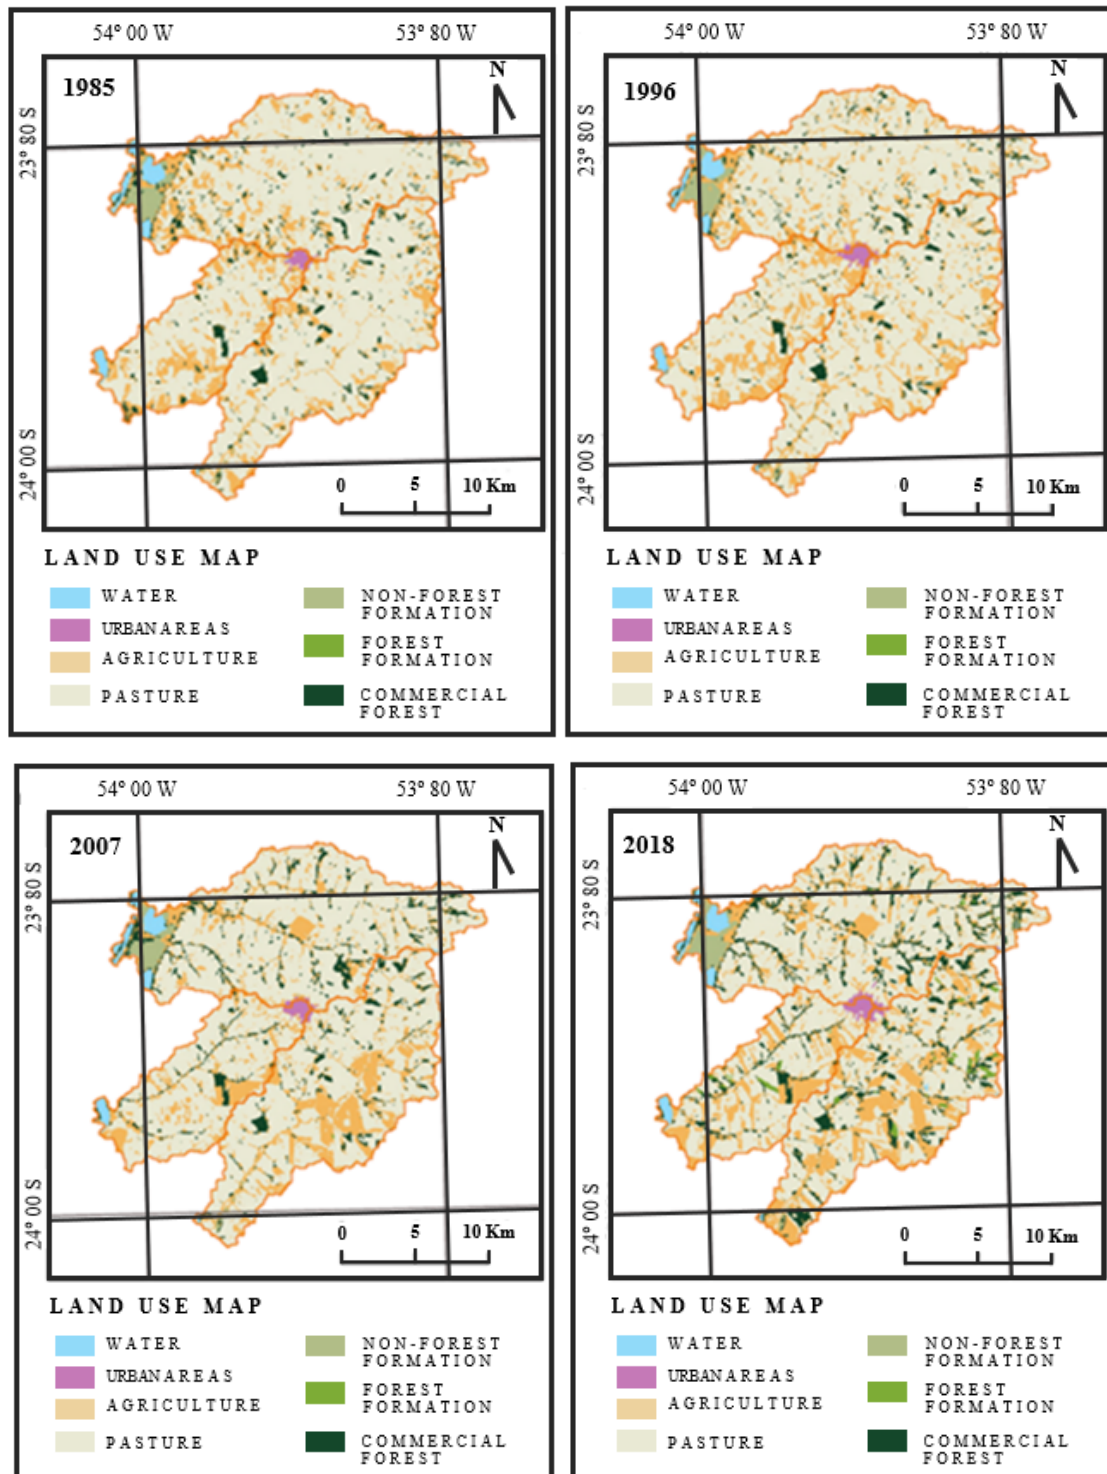 54° 00 W 53° 80 W
1985
N
23° 80 S
24° 00 S
0 5 10 Km
LAND USE MAP
WATER
URBANAREAS
AGRICULTURE
PASTURE
NON-FOREST
FORMATION
FOREST
FORMATION
COMMERCIAL
FOREST
54° 00 W 53° 80 W
1996
N
23° 80 S
24° 00 S
0 5 10 Km
LAND USE MAP
WATER
URBANAREAS
AGRICULTURE
PASTURE
NON-FOREST
FORMATION
FOREST
FORMATION
COMMERCIAL
FOREST
54° 00 W 53° 80 W
2007
N
23° 80 S
24° 00 S
0 5 10 Km
LAND USE MAP
WATER
URBANAREAS
AGRICULTURE
PASTURE
NON-FOREST
FORMATION
FOREST
FORMATION
COMMERCIAL
FOREST
54° 00 W 53° 80 W
2018
N
23° 80 S
24° 00 S
0 5 10 Km
LAND USE MAP
WATER
URBANAREAS
AGRICULTURE
PASTURE
NON-FOREST
FORMATION
FOREST
FORMATION
COMMERCIAL
FOREST